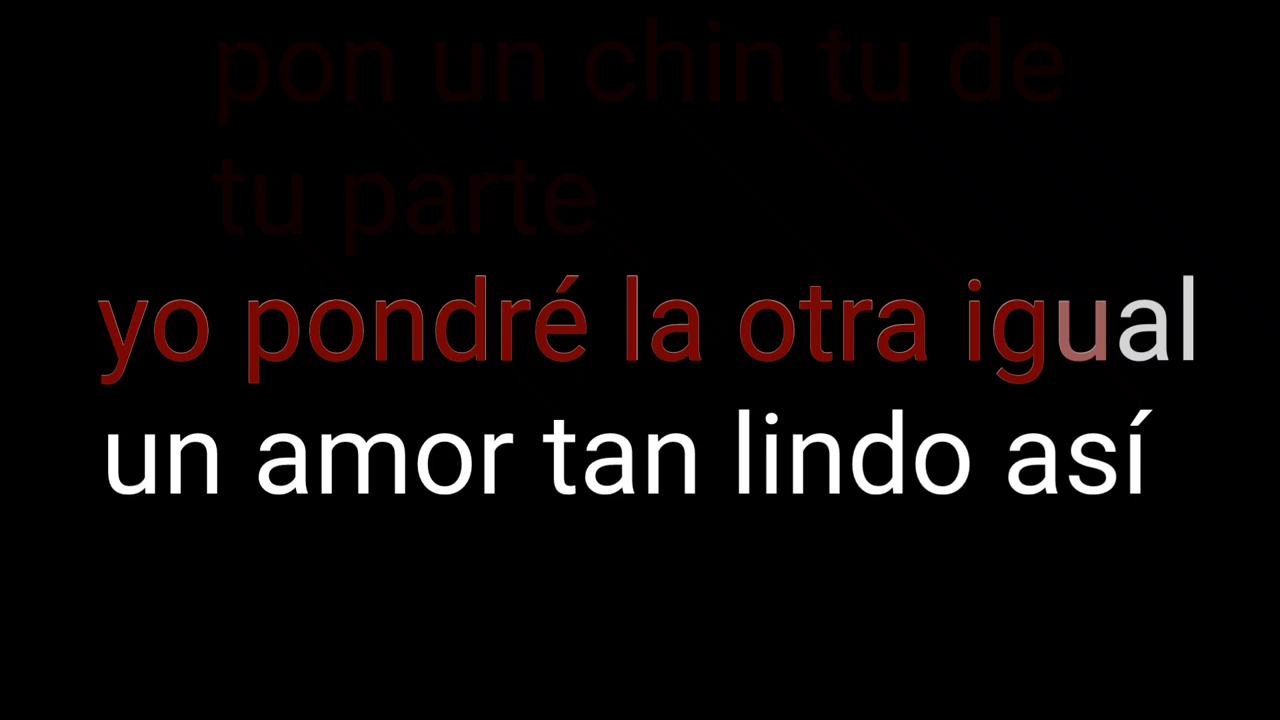 pon un chin tu de
tu parte
yo pondré la otra igual
un amor tan lindo así